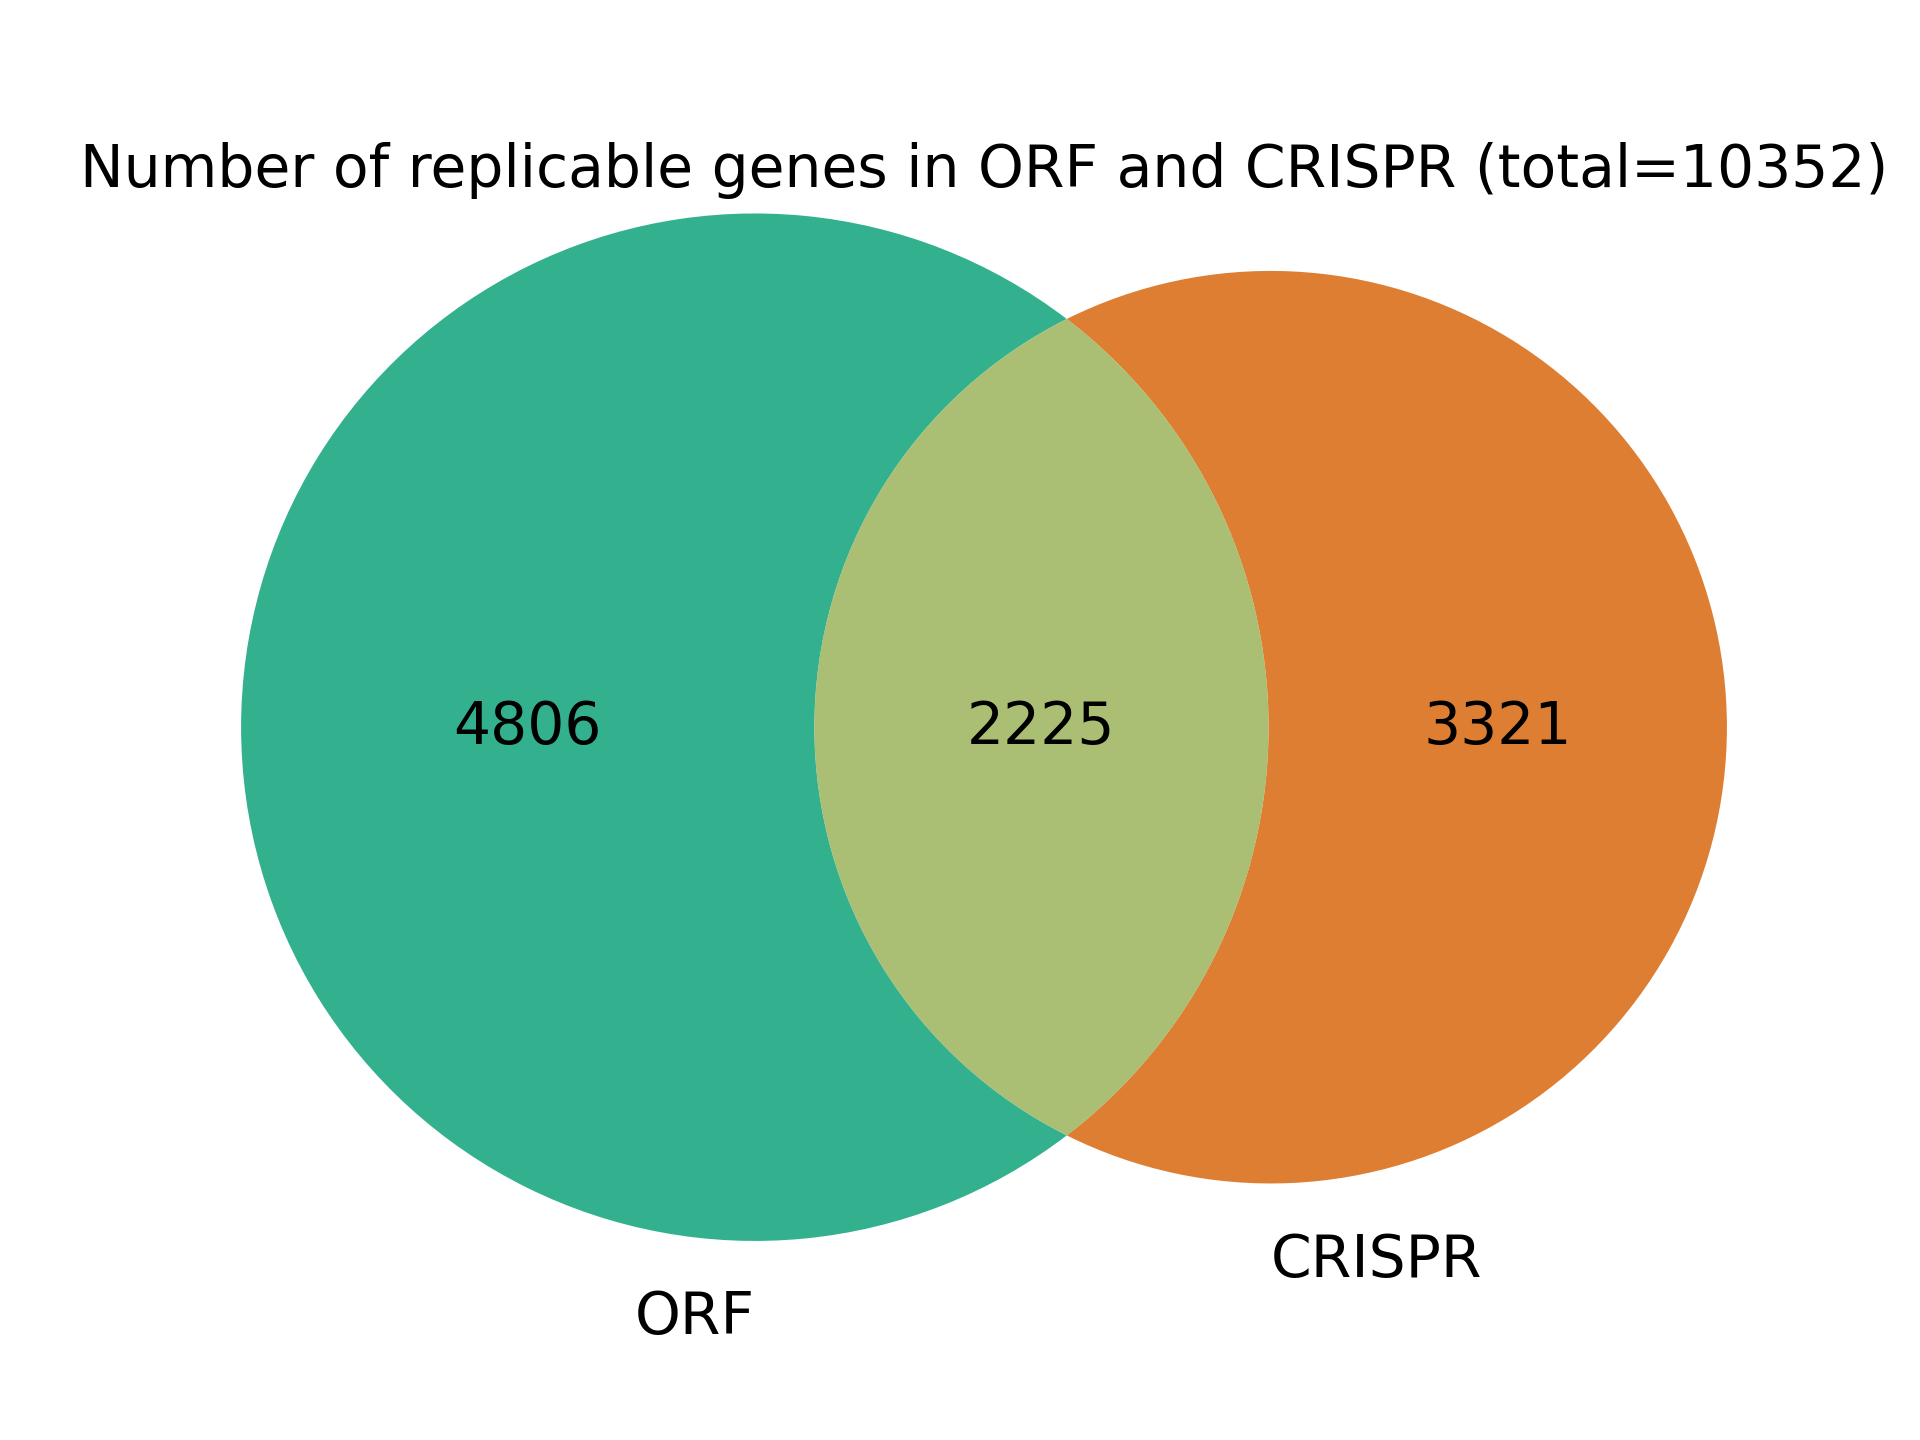 Number of replicable genes in ORF and CRISPR (total=10352)
4806
2225
3321
CRISPR
ORF